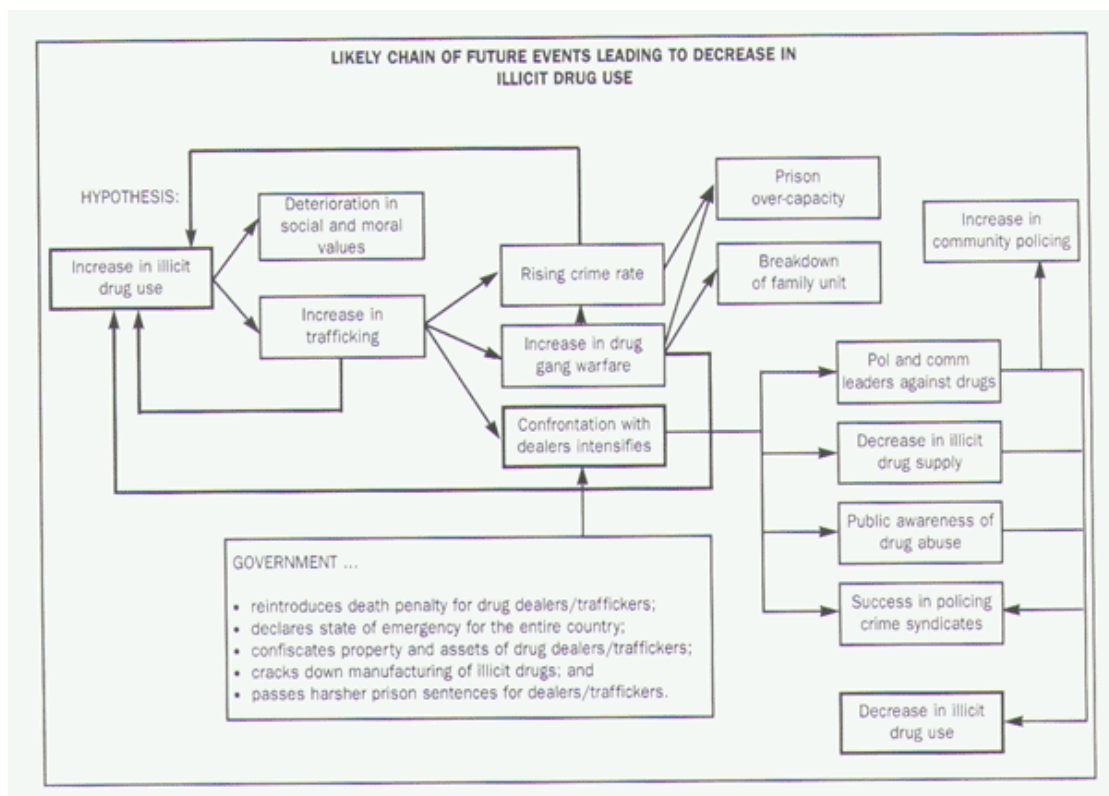 LIKELY CHAIN OF FUTURE EVENTS LEADING TO DECREASE IN
ILLICIT DRUG USE
HYPOTHESIS:
Increase in illicit
drug use
Deterioration in
social and moral
values
Increase in
trafficking
Rising crime rate
Increase in drug
gang warfare
Confrontation with
dealers intensifies
Prison
over-capacity
Breakdown
of family unit
Increase in
community policing
Pol and comm
leaders against drugs
Decrease in illicit
drug supply
Public awareness of
drug abuse
Success in policing
crime syndicates
Decrease in illicit
drug use
GOVERNMENT ...
• reintroduces death penalty for drug dealers/traffickers;
• declares state of emergency for the entire country;
• confiscates property and assets of drug dealers/traffickers;
• cracks down manufacturing of illicit drugs; and
• passes harsher prison sentences for dealers/traffickers.